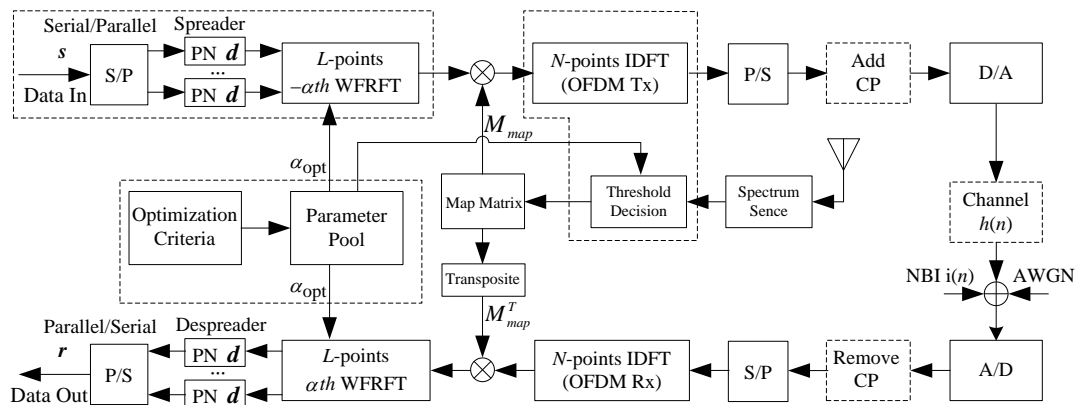 Serial/Parallel
Spreader
s
Data In
S/P
PN d
...
PN d
L-points
-αth WFRFT
N-points IDFT
(OFDM Tx)
P/S
Add
CP
D/A
M_map
α_opt
Optimization
Criteria
Parameter
Pool
Map Matrix
Threshold
Decision
Spectrum
Sence
Channel
h(n)
Transposite
α_opt
NBI i(n)
AWGN
M^T_map
Parallel/Serial
Despreader
r
Data Out
P/S
PN d
...
PN d
L-points
αth WFRFT
N-points IDFT
(OFDM Rx)
S/P
Remove
CP
A/D